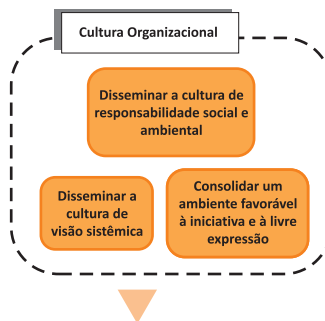 Cultura Organizacional
Disseminar a cultura de
responsabilidade social e
ambiental
Disseminar a
cultura de
visão sistêmica
Consolidar um
ambiente favorável
à iniciativa e à livre
expressão